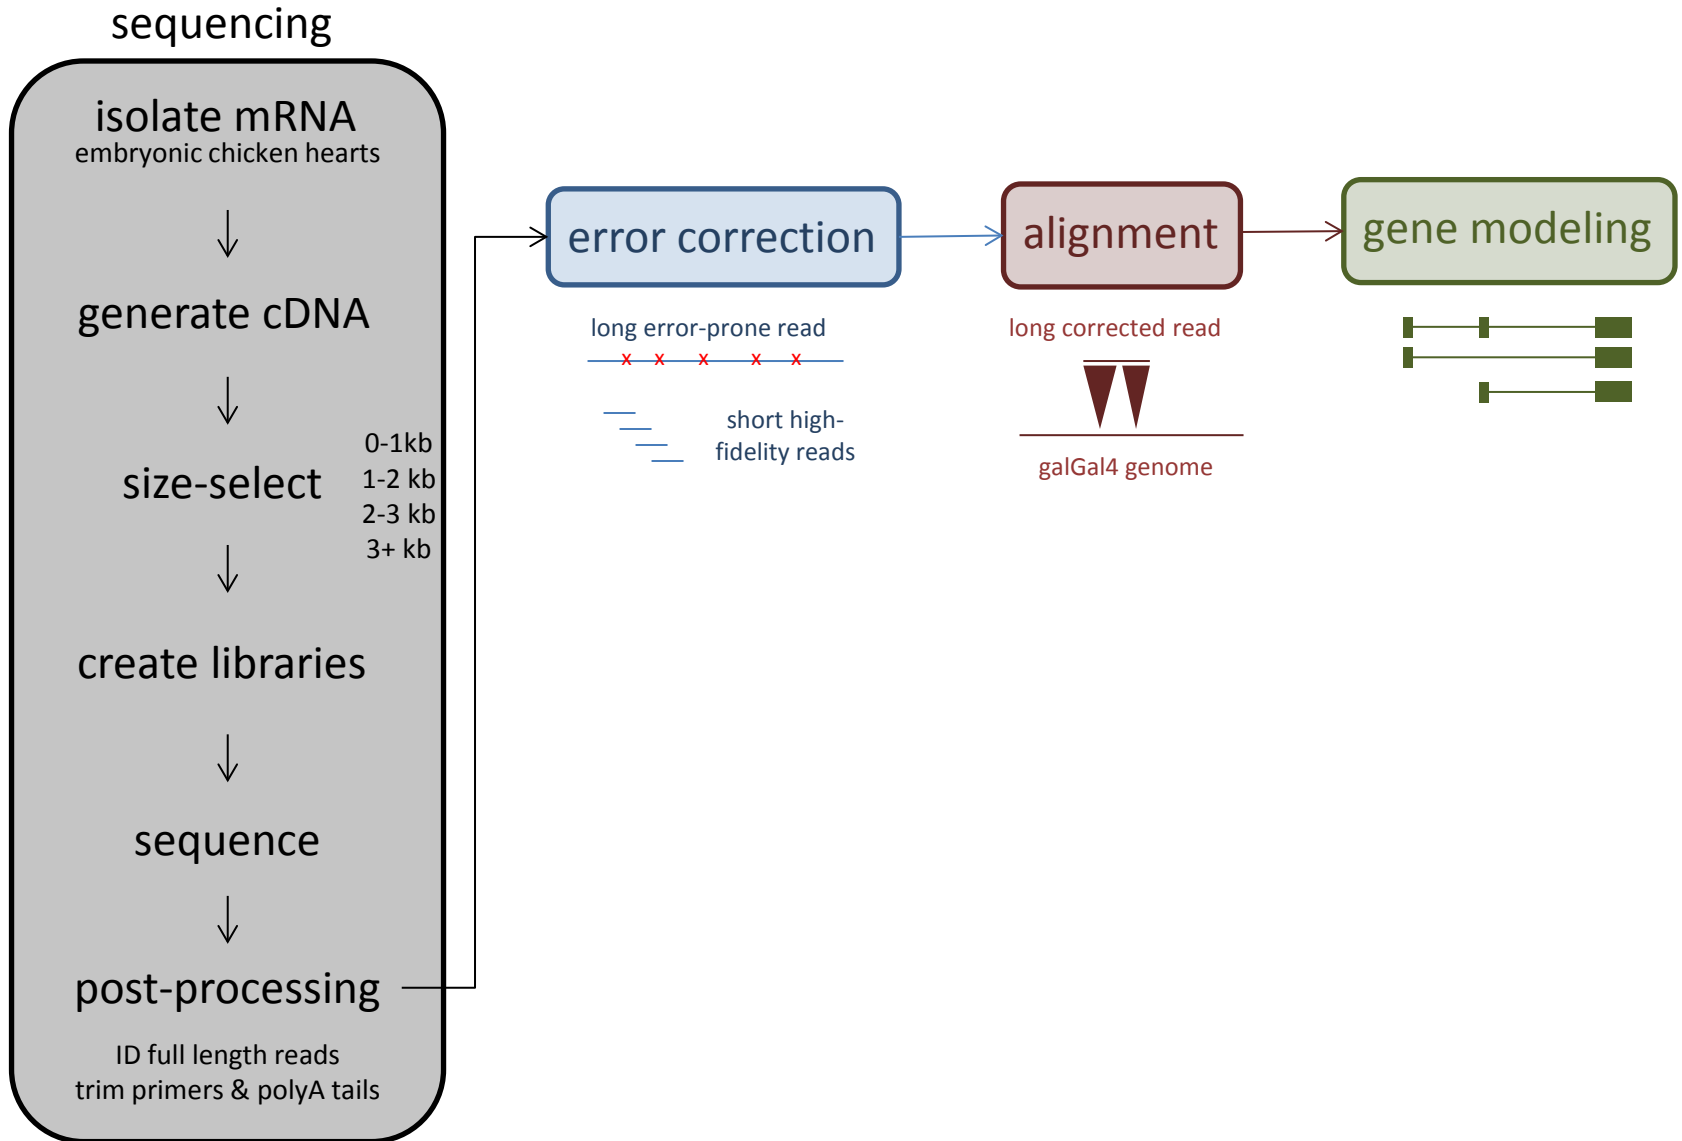 sequencing
isolate mRNA
embryonic chicken hearts
generate cDNA
size-select
0-1kb
1-2 kb
2-3 kb
3+ kb
create libraries
sequence
post-processing
ID full length reads
trim primers & polyA tails
error correction
long error-prone read
x x x x x
short high-
fidelity reads
alignment
long corrected read
galGal4 genome
gene modeling